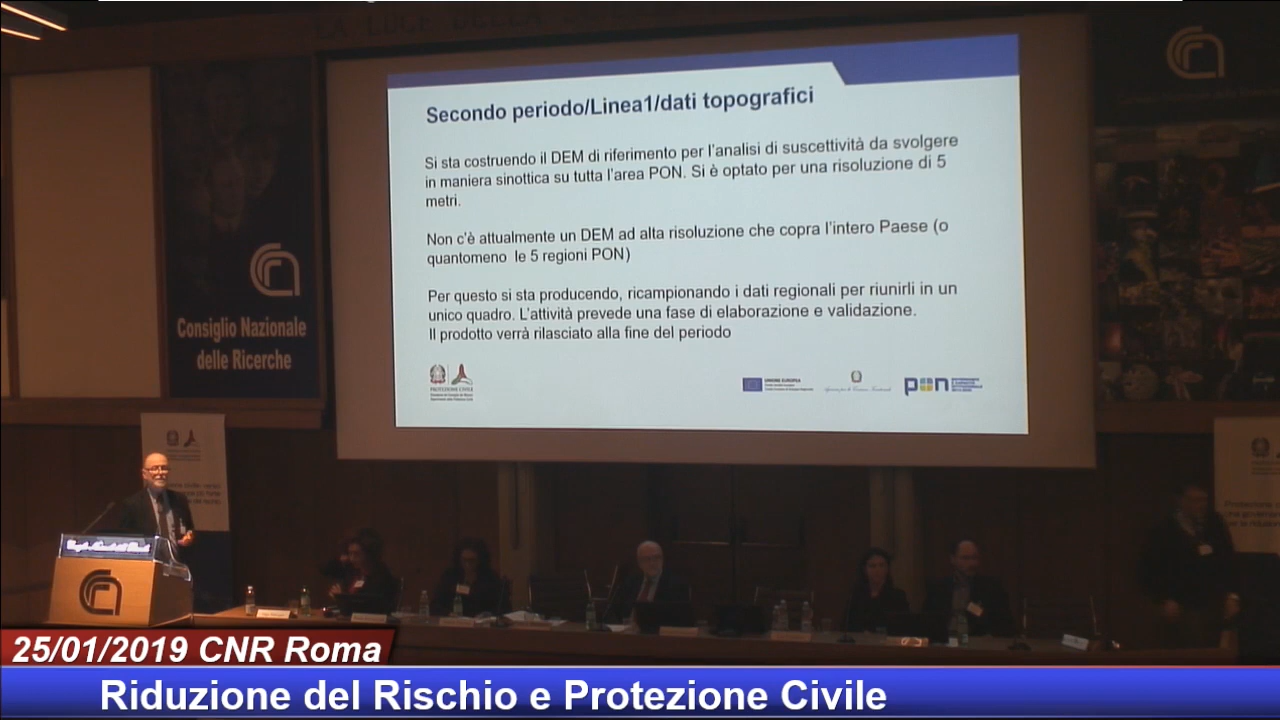 Secondo periodo/Linea1/dati topografici
Si sta costruendo il DEM di riferimento per l'analisi di suscettività da svolgere
in maniera sinottica su tutta l'area PON. Si è optato per una risoluzione di 5
metri.
Non c'è attualmente un DEM ad alta risoluzione che copra l'intero Paese (o
quantomeno le 5 regioni PON)
Per questo si sta producendo, ricampionando i dati regionali per riunirli in un
unico quadro. L'attività prevede una fase di elaborazione e validazione.
Il prodotto verrà rilasciato alla fine del periodo
PROTEZIONE CIVILE
UNIONE EUROPEA
pon
Consiglio Nazionale
delle Ricerche
25/01/2019 CNR Roma
Riduzione del Rischio e Protezione Civile